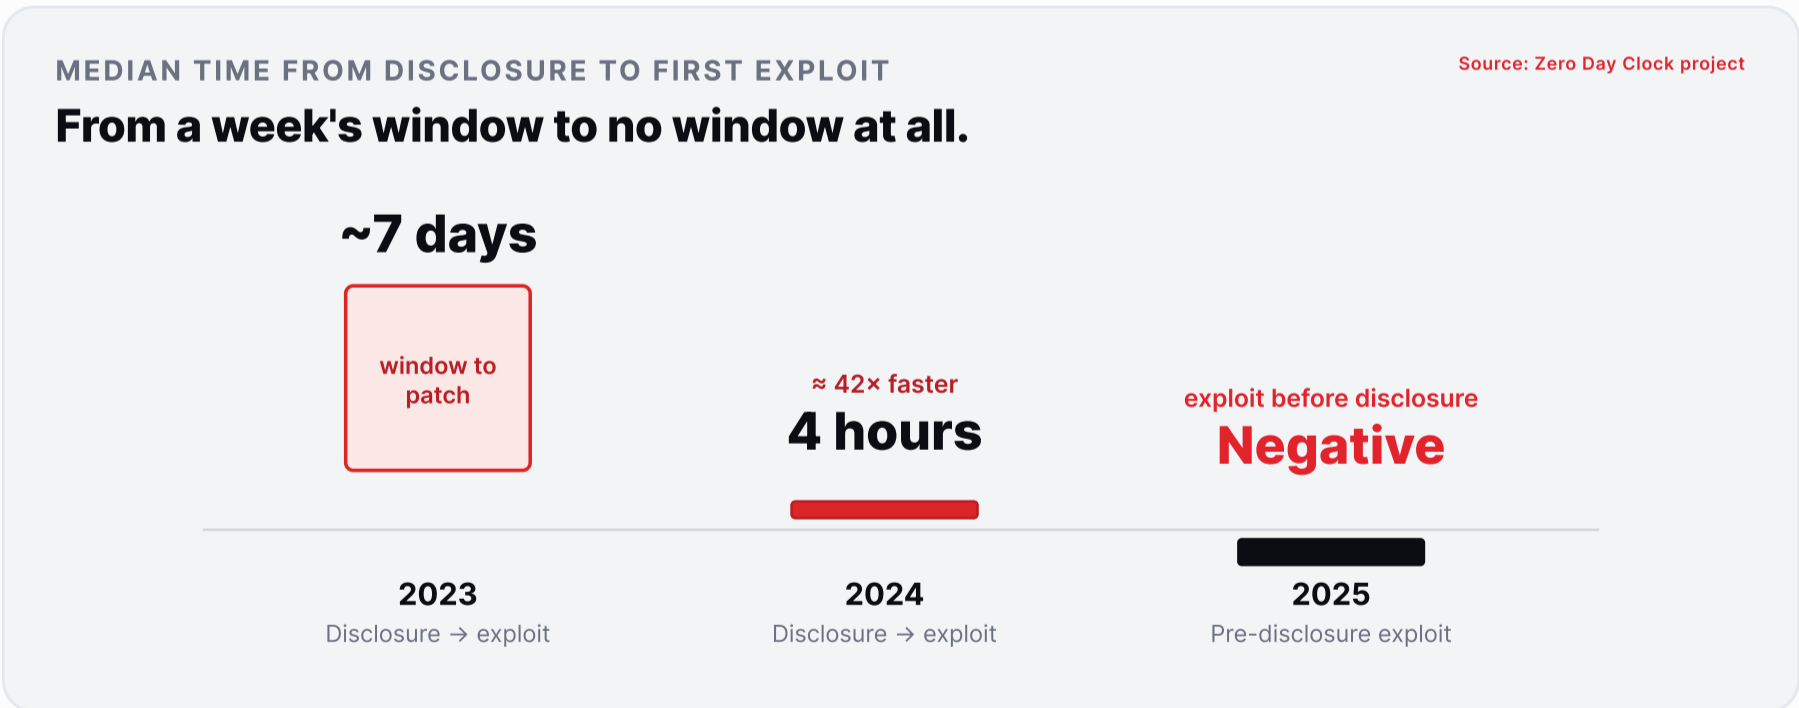 MEDIAN TIME FROM DISCLOSURE TO FIRST EXPLOIT
Source: Zero Day Clock project
From a week's window to no window at all.
~7 days
window to
patch
≈ 42× faster
4 hours
exploit before disclosure
Negative
2023
Disclosure → exploit
2024
Disclosure → exploit
2025
Pre-disclosure exploit